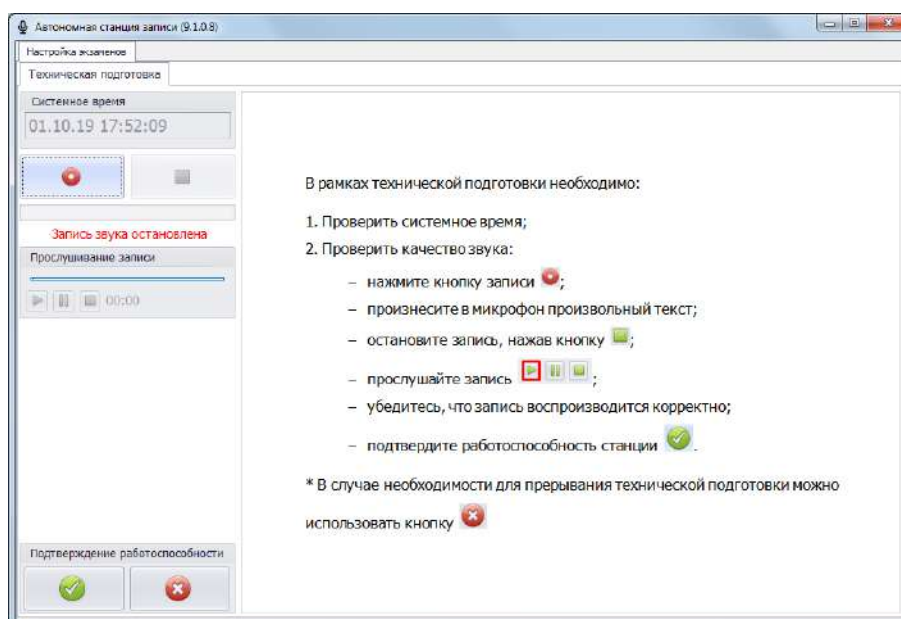 Автономная станция записи (9.1.0.8)
Настройка экзаменов
Техническая подготовка
Системное время
01.10.19 17:52:09
Запись звука остановлена
Прослушивание записи
00:00
Подтверждение работоспособности
В рамках технической подготовки необходимо:
1. Проверить системное время;
2. Проверить качество звука:
– нажмите кнопку записи ;
– произнесите в микрофон произвольный текст;
– остановите запись, нажав кнопку ;
– прослушайте запись ;
– убедитесь, что запись воспроизводится корректно;
– подтвердите работоспособность станции .
* В случае необходимости для прерывания технической подготовки можно
использовать кнопку